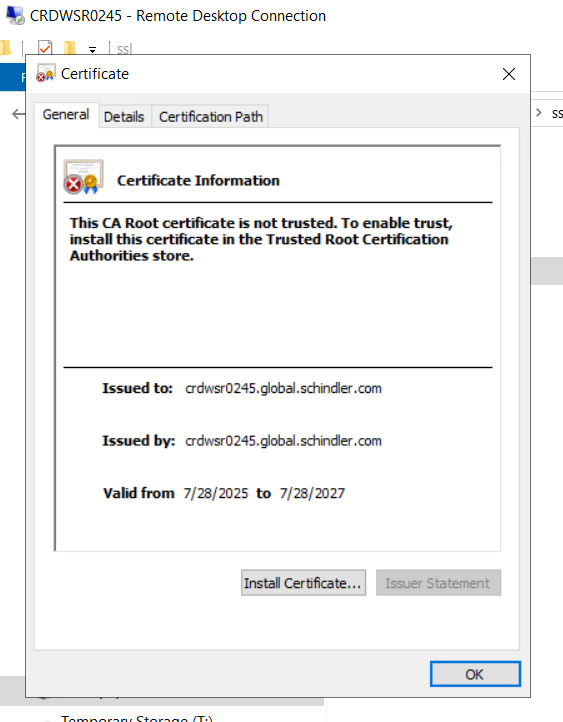 CRDWSR0245 - Remote Desktop Connection
ssl
Certificate
General
Details
Certification Path
Certificate Information
This CA Root certificate is not trusted. To enable trust,
install this certificate in the Trusted Root Certification
Authorities store.
Issued to: crdwsr0245.global.schindler.com
Issued by: crdwsr0245.global.schindler.com
Valid from 7/28/2025 to 7/28/2027
Install Certificate...
Issuer Statement
OK
Temporary Storage (T:)